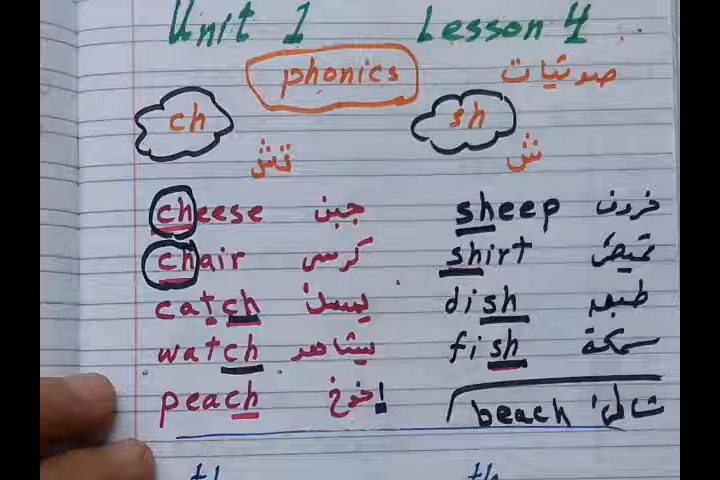 Unit 1 Lesson 4
phonics صوتيات
ch sh
تش ش
cheese جبن sheep خروف
chair كرسى shirt قميص
catch يمسك dish طبق
watch يشاهد fish سمكة
peach خوخ beach شاطئ